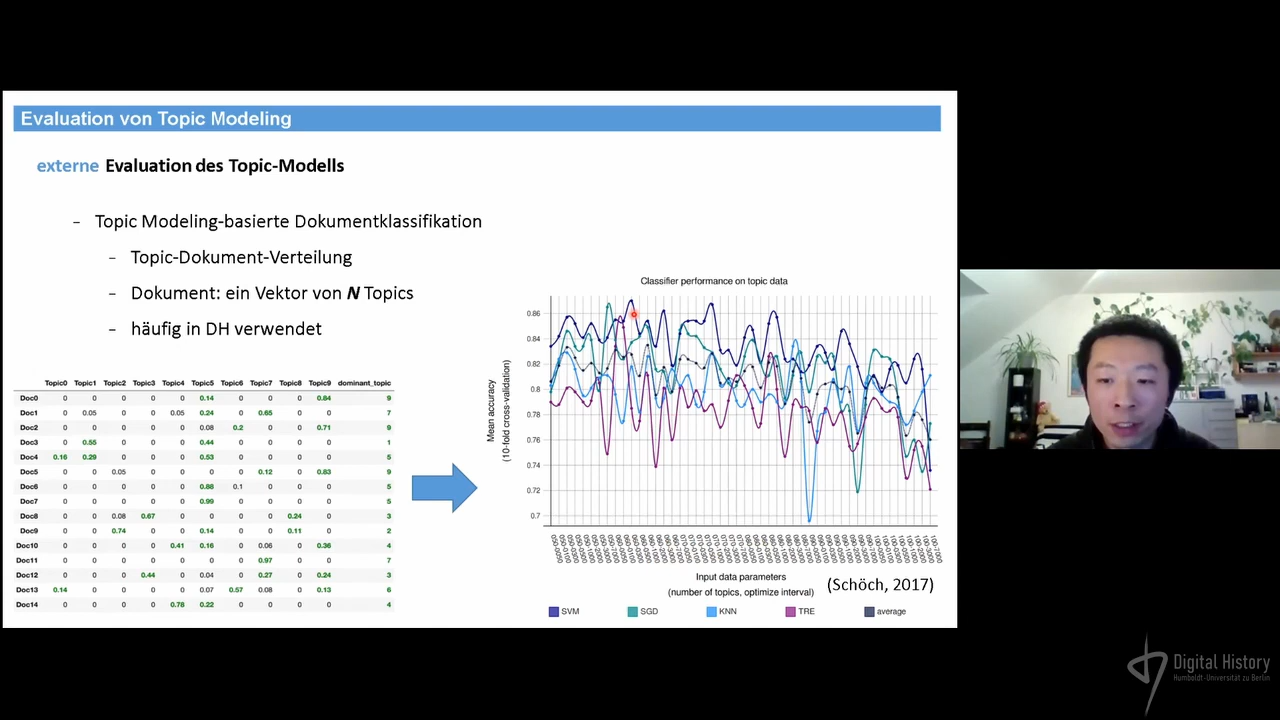 Evaluation von Topic Modeling
externe Evaluation des Topic-Modells
- Topic Modeling-basierte Dokumentklassifikation
- Topic-Dokument-Verteilung
- Dokument: ein Vektor von N Topics
- häufig in DH verwendet
Topic0 Topic1 Topic2 Topic3 Topic4 Topic5 Topic6 Topic7 Topic8 Topic9 dominant_topic
Doc0 0 0 0 0 0 0.14 0 0 0 0.84 9
Doc1 0 0.05 0 0 0.05 0.24 0 0.65 0 0 7
Doc2 0 0 0 0 0 0.08 0.2 0 0 0.71 9
Doc3 0 0.55 0 0 0 0.44 0 0 0 0 1
Doc4 0.16 0.29 0 0 0 0.53 0 0 0 0 5
Doc5 0 0 0.05 0 0 0 0 0.12 0 0.83 9
Doc6 0 0 0 0 0 0.88 0.1 0 0 0 5
Doc7 0 0 0 0 0 0.99 0 0 0 0 5
Doc8 0 0 0.08 0.67 0 0 0 0 0.24 0 3
Doc9 0 0 0.74 0 0 0.14 0 0 0.11 0 2
Doc10 0 0 0 0 0.41 0.16 0 0.06 0 0.36 4
Doc11 0 0 0 0 0 0 0 0.97 0 0 7
Doc12 0 0 0 0.44 0 0.04 0 0.27 0 0.24 3
Doc13 0.14 0 0 0 0 0.07 0.57 0.08 0 0.13 6
Doc14 0 0 0 0 0.78 0.22 0 0 0 0 4
Classifier performance on topic data
Mean accuracy
(10-fold cross-validation)
0.86
0.84
0.82
0.8
0.78
0.76
0.74
0.72
0.7
Input data parameters
(number of topics, optimize interval)
(Schöch, 2017)
SVM SGD KNN TRE average
Digital History
Humboldt-Universität zu Berlin